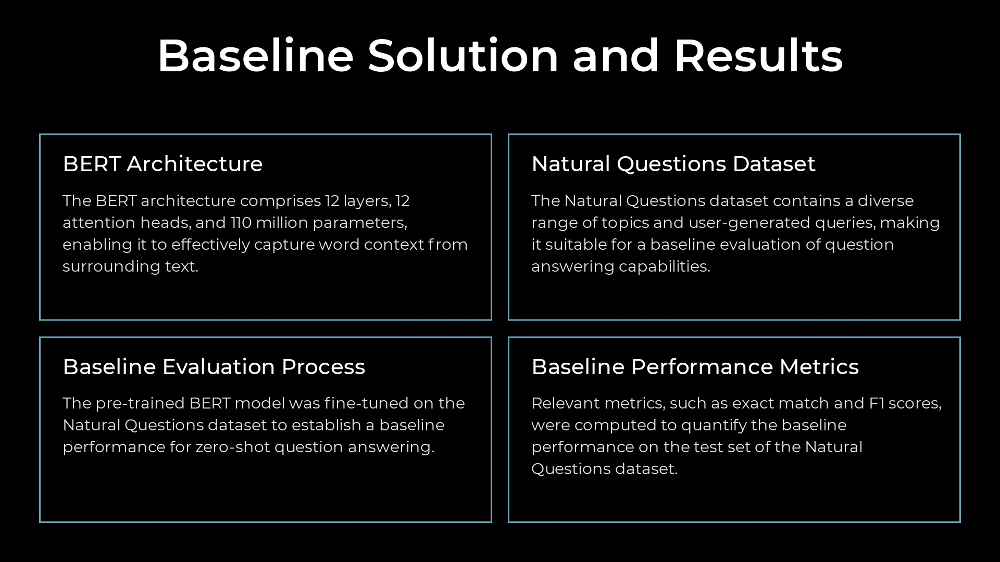 Baseline Solution and Results
BERT Architecture
The BERT architecture comprises 12 layers, 12
attention heads, and 110 million parameters,
enabling it to effectively capture word context from
surrounding text.
Natural Questions Dataset
The Natural Questions dataset contains a diverse
range of topics and user-generated queries, making
it suitable for a baseline evaluation of question
answering capabilities.
Baseline Evaluation Process
The pre-trained BERT model was fine-tuned on the
Natural Questions dataset to establish a baseline
performance for zero-shot question answering.
Baseline Performance Metrics
Relevant metrics, such as exact match and F1 scores,
were computed to quantify the baseline
performance on the test set of the Natural
Questions dataset.